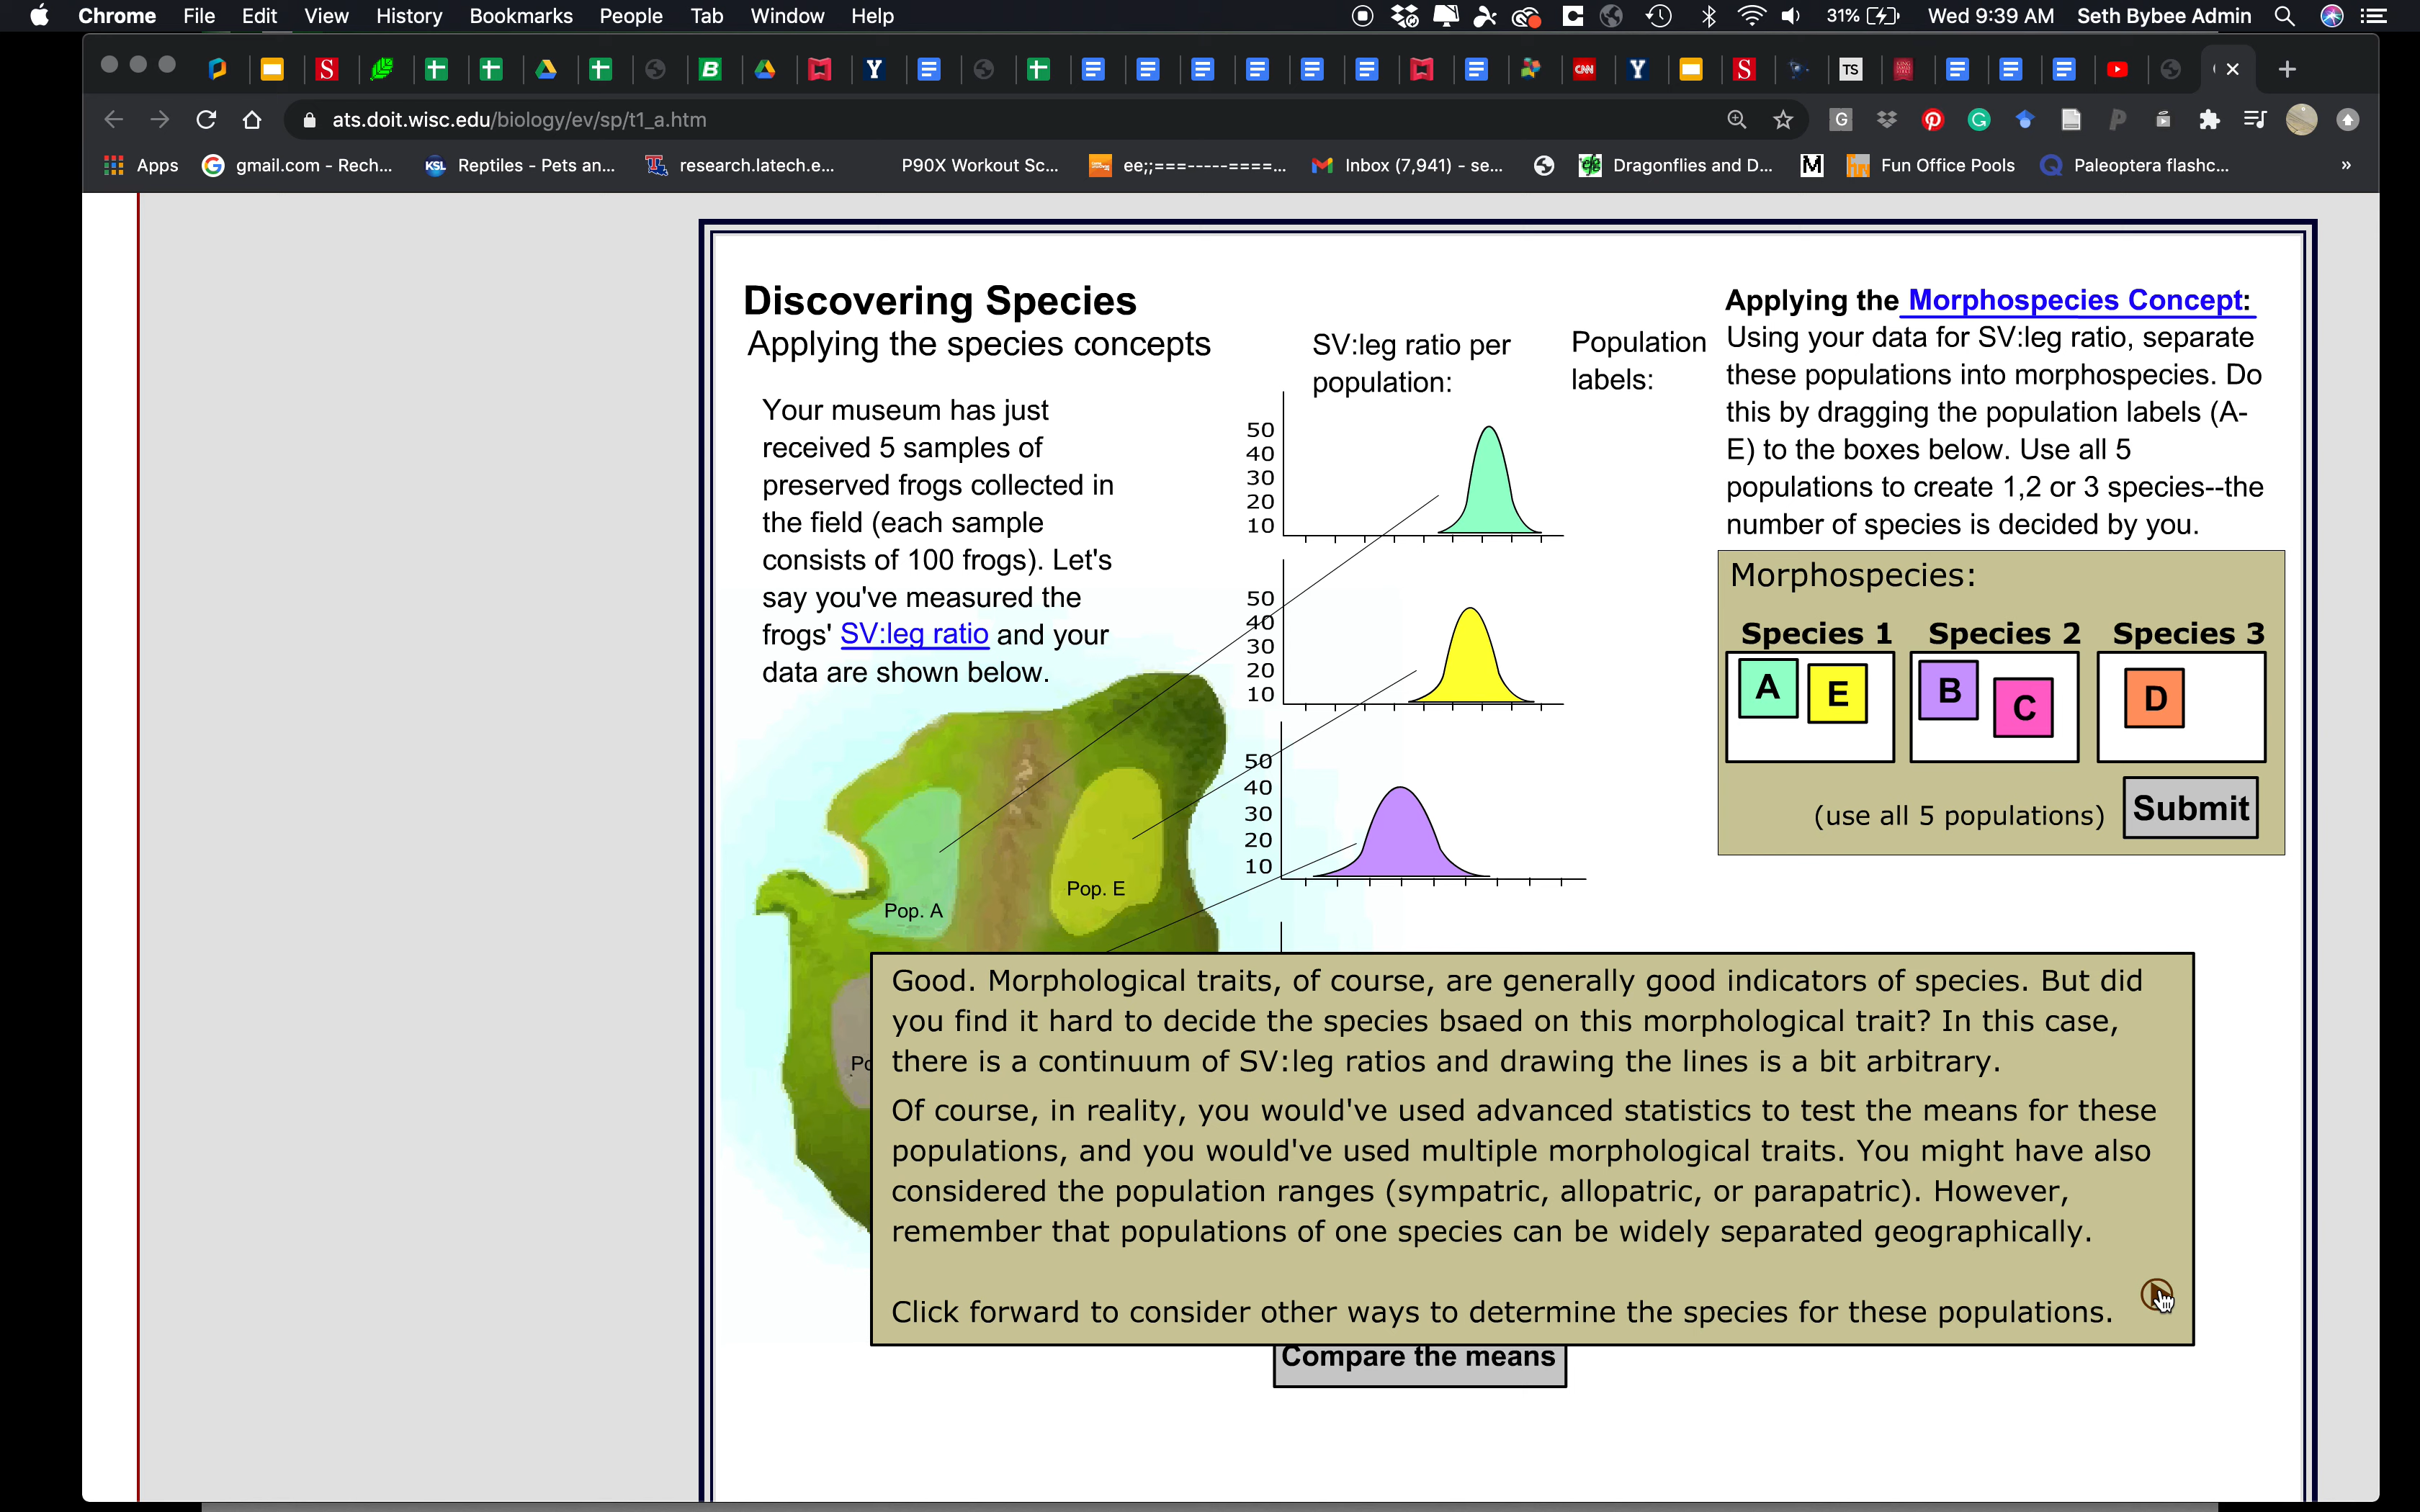 Chrome File Edit View History Bookmarks People Tab Window Help
31% Wed 9:39 AM Seth Bybee Admin
ats.doit.wisc.edu/biology/ev/sp/t1_a.htm
Apps gmail.com - Rech... Reptiles - Pets an... research.latech.e... P90X Workout Sc... ee;;===-----====... Inbox (7,941) - se... Dragonflies and D... Fun Office Pools Paleoptera flashc... »
Discovering Species
Applying the species concepts
Your museum has just
received 5 samples of
preserved frogs collected in
the field (each sample
consists of 100 frogs). Let's
say you've measured the
frogs' SV:leg ratio and your
data are shown below.
SV:leg ratio per
population:
Population
labels:
50
40
30
20
10
50
40
30
20
10
50
40
30
20
10
Pop. A
Pop. E
Applying the Morphospecies Concept:
Using your data for SV:leg ratio, separate
these populations into morphospecies. Do
this by dragging the population labels (A-
E) to the boxes below. Use all 5
populations to create 1,2 or 3 species--the
number of species is decided by you.
Morphospecies:
Species 1 Species 2 Species 3
A E B C D
(use all 5 populations) Submit
Good. Morphological traits, of course, are generally good indicators of species. But did
you find it hard to decide the species bsaed on this morphological trait? In this case,
there is a continuum of SV:leg ratios and drawing the lines is a bit arbitrary.
Of course, in reality, you would've used advanced statistics to test the means for these
populations, and you would've used multiple morphological traits. You might have also
considered the population ranges (sympatric, allopatric, or parapatric). However,
remember that populations of one species can be widely separated geographically.
Click forward to consider other ways to determine the species for these populations.
Compare the means